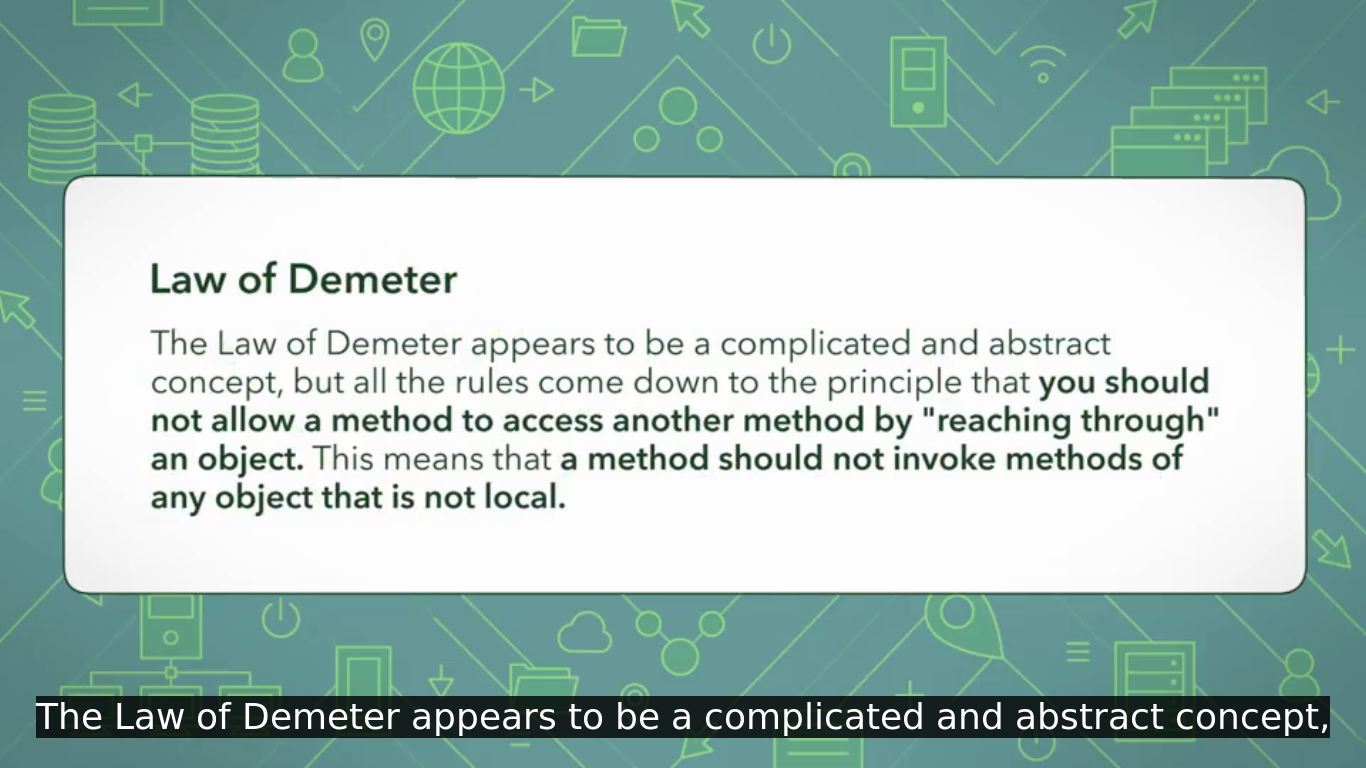 Law of Demeter
The Law of Demeter appears to be a complicated and abstract
concept, but all the rules come down to the principle that you should
not allow a method to access another method by "reaching through"
an object. This means that a method should not invoke methods of
any object that is not local.
The Law of Demeter appears to be a complicated and abstract concept,